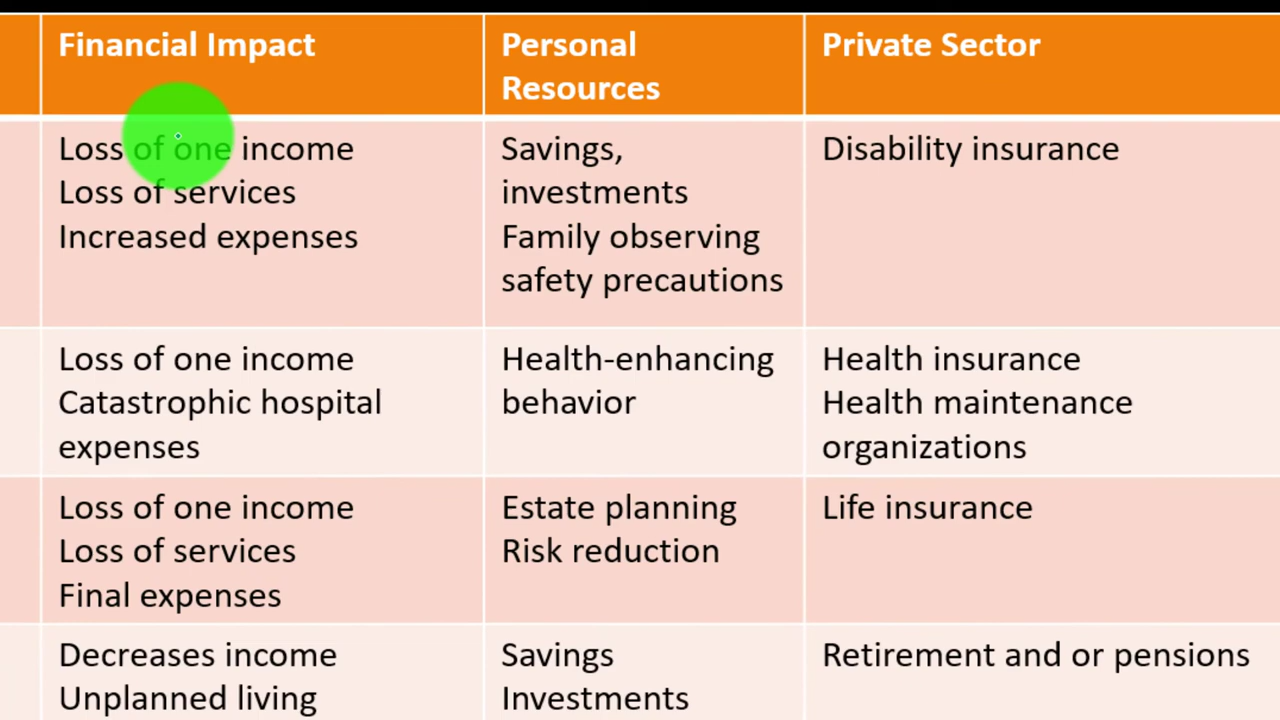 Financial Impact
Personal
Resources
Private Sector
Loss of one income
Loss of services
Increased expenses
Savings,
investments
Family observing
safety precautions
Disability insurance
Loss of one income
Catastrophic hospital
expenses
Health-enhancing
behavior
Health insurance
Health maintenance
organizations
Loss of one income
Loss of services
Final expenses
Estate planning
Risk reduction
Life insurance
Decreases income
Unplanned living
Savings
Investments
Retirement and or pensions